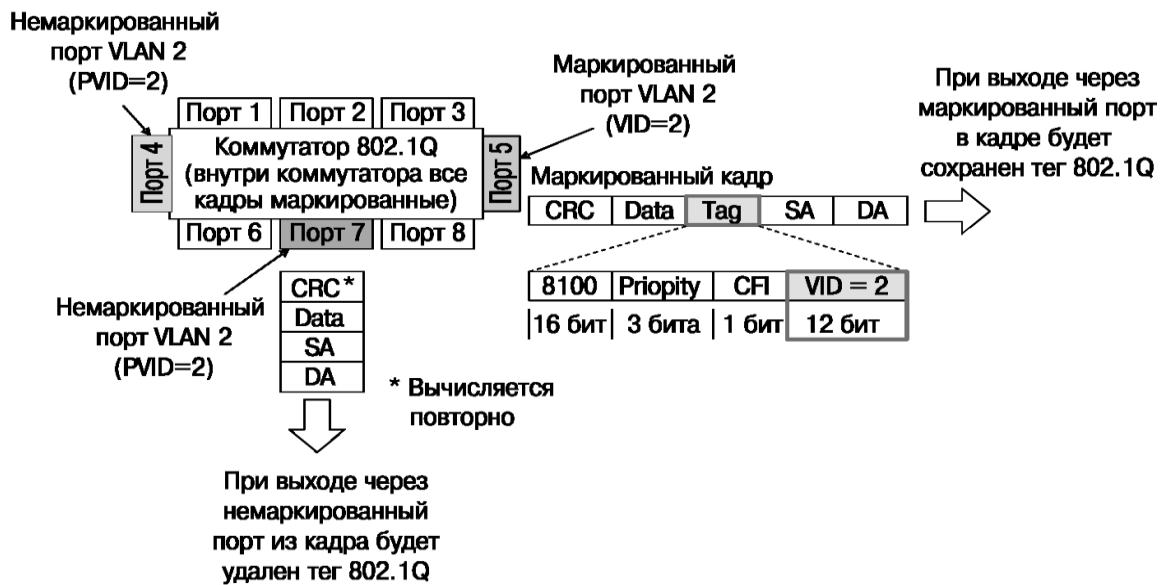 Немаркированный
порт VLAN 2
(PVID=2)
Маркированный
порт VLAN 2
(VID=2)
При выходе через
маркированный порт
в кадре будет
сохранен тег 802.1Q
Порт 1 Порт 2 Порт 3
Порт 4
Коммутатор 802.1Q
(внутри коммутатора все
кадры маркированные)
Порт 5
Порт 6 Порт 7 Порт 8
Маркированный кадр
CRC Data Tag SA DA
8100 Priopity CFI VID = 2
16 бит 3 бита 1 бит 12 бит
Немаркированный
порт VLAN 2
(PVID=2)
CRC*
Data
SA
DA
* Вычисляется
повторно
При выходе через
немаркированный
порт из кадра будет
удален тег 802.1Q